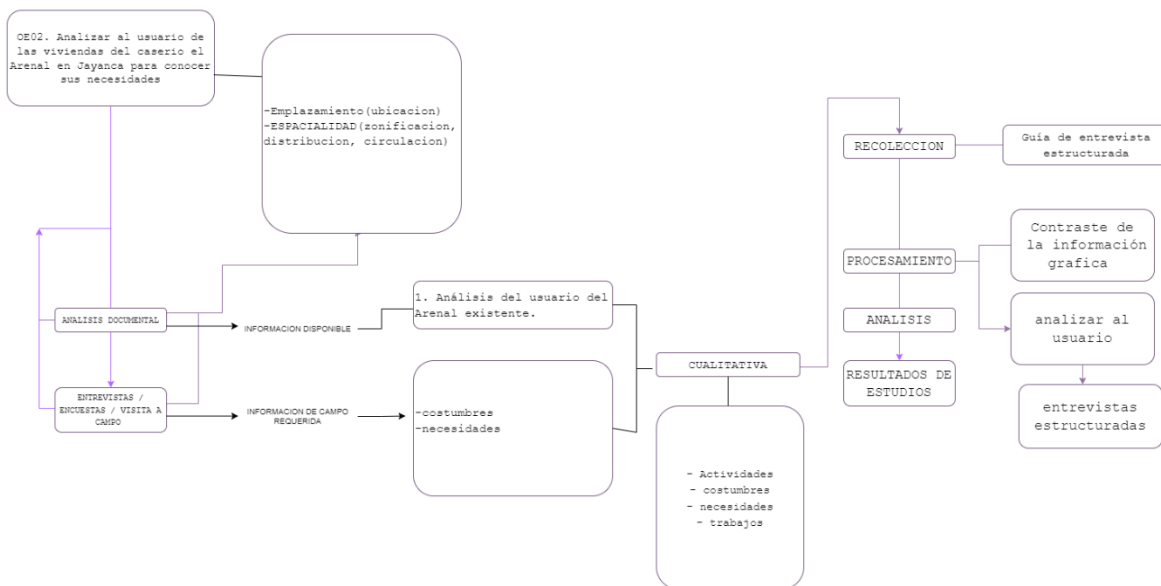 OE02. Analizar al usuario de
las viviendas del caserio el
Arenal en Jayanca para conocer
sus necesidades
-Emplazamiento(ubicacion)
-ESPACIALIDAD(zonificacion,
distribucion, circulacion)
ANALISIS DOCUMENTAL
INFORMACION DISPONIBLE
1. Análisis del usuario del
Arenal existente.
ENTREVISTAS /
ENCUESTAS / VISITA A
CAMPO
INFORMACION DE CAMPO
REQUERIDA
-costumbres
-necesidades
CUALITATIVA
- Actividades
- costumbres
- necesidades
- trabajos
RECOLECCION
Guía de entrevista
estructurada
PROCESAMIENTO
Contraste de
la información
grafica
ANALISIS
analizar al
usuario
RESULTADOS DE
ESTUDIOS
entrevistas
estructuradas